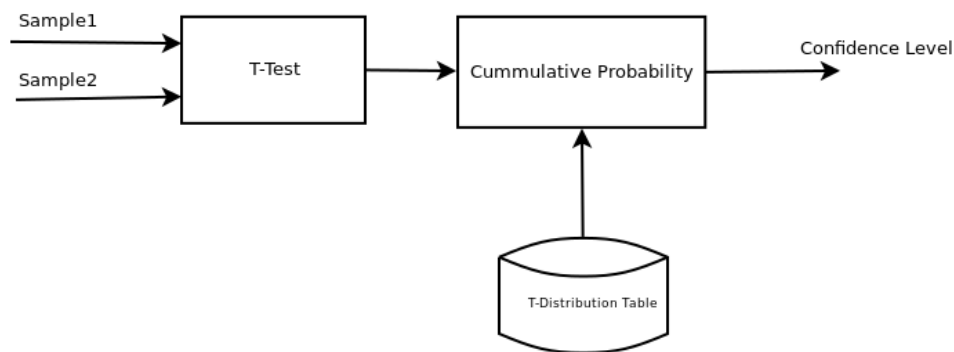 Sample1
Sample2
T-Test
Cummulative Probability
Confidence Level
T-Distribution Table